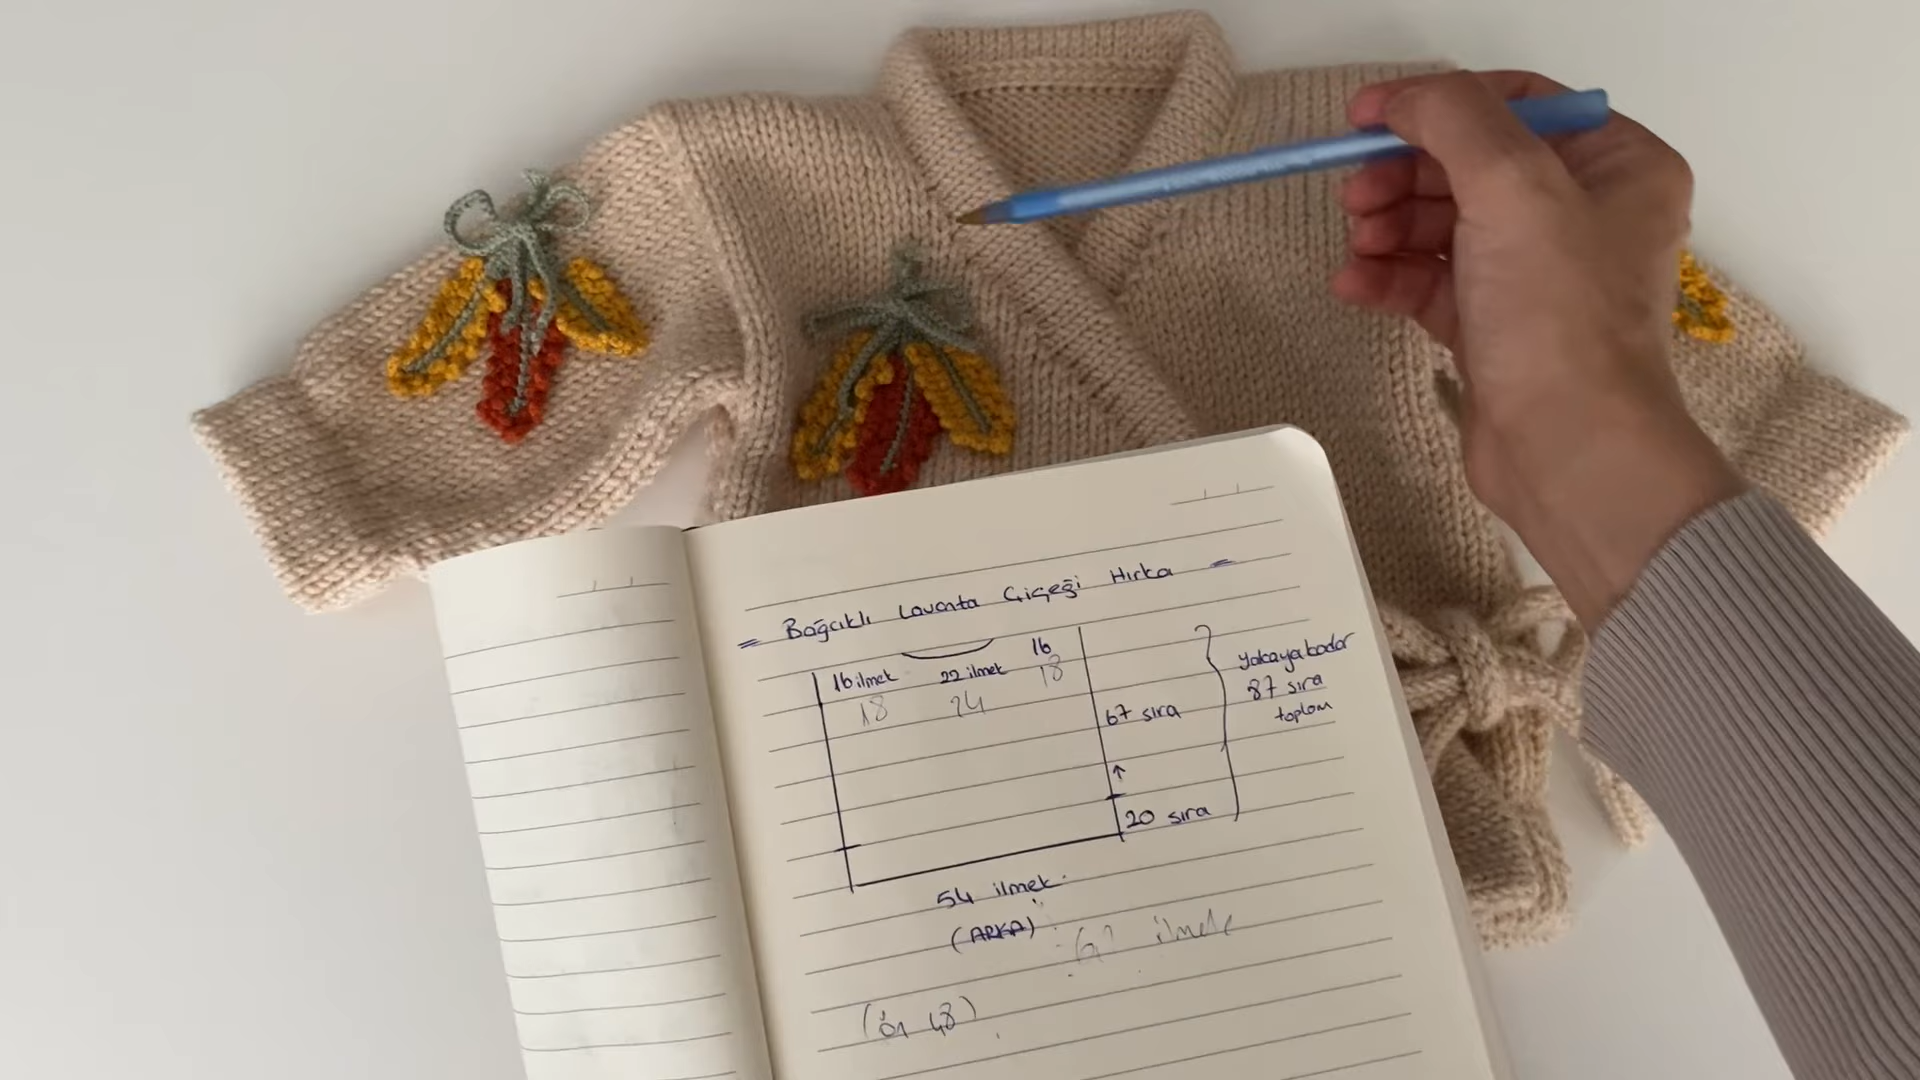 = Bağcıklı Lavanta Çiçeği Hırka =
16 ilmek 22 ilmek 16
18 24 18
67 sıra
20 sıra
yakaya kadar
87 sıra
toplam
54 ilmek
(ARKA)
ilmek
(ön 48)